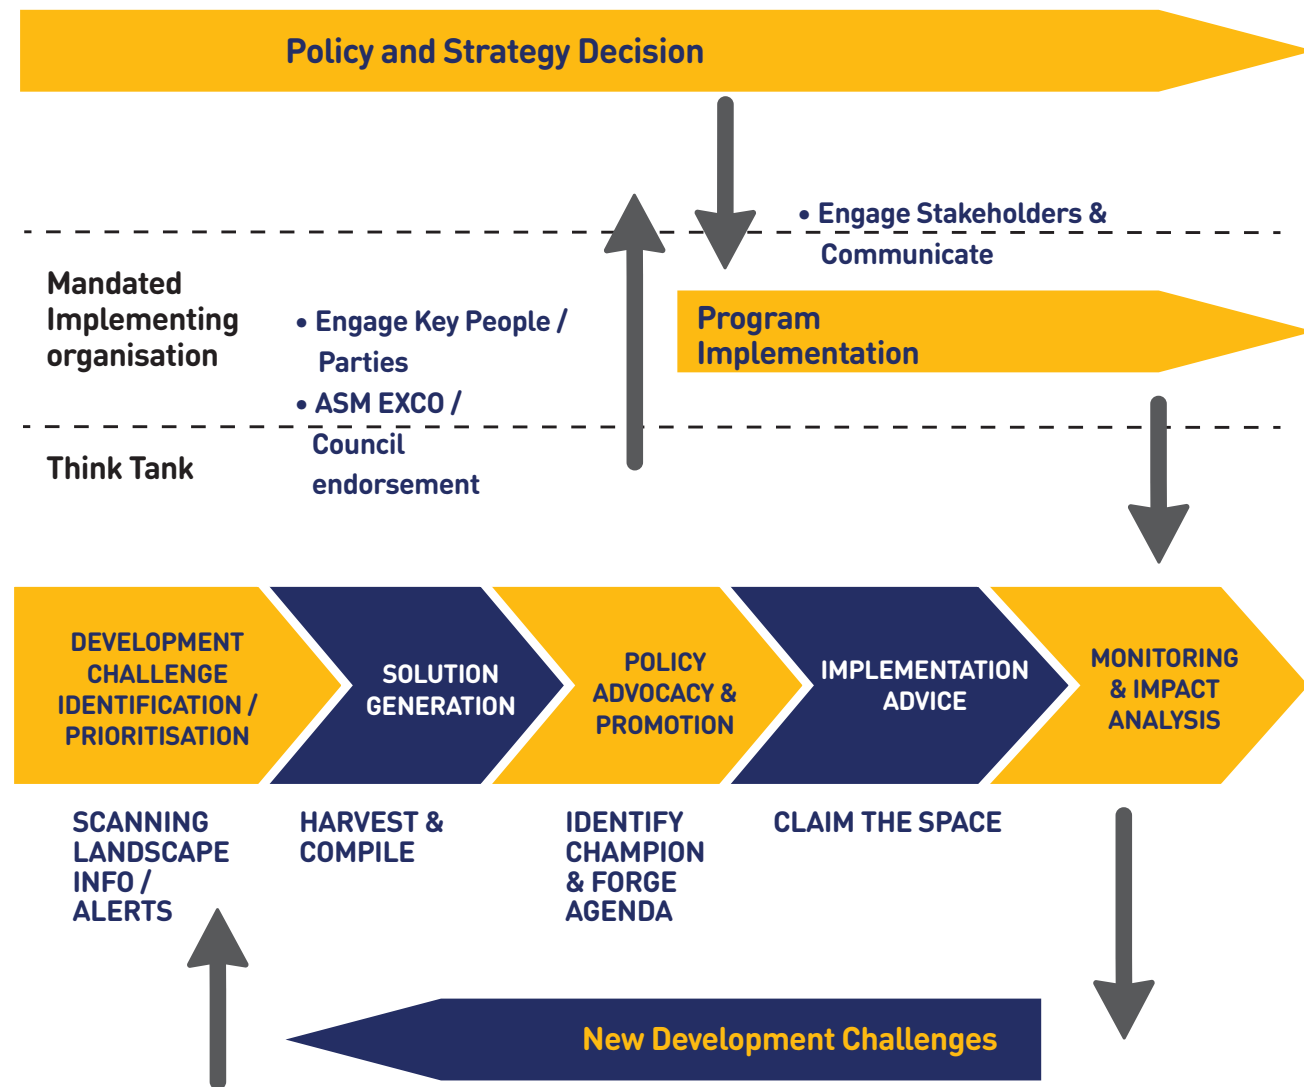 Policy and Strategy Decision
• Engage Stakeholders &
Communicate
Mandated
Implementing
organisation
• Engage Key People /
Parties
• ASM EXCO /
Council
endorsement
Program
Implementation
Think Tank
DEVELOPMENT
CHALLENGE
IDENTIFICATION /
PRIORITISATION
SOLUTION
GENERATION
POLICY
ADVOCACY &
PROMOTION
IMPLEMENTATION
ADVICE
MONITORING
& IMPACT
ANALYSIS
SCANNING
LANDSCAPE
INFO /
ALERTS
HARVEST &
COMPILE
IDENTIFY
CHAMPION
& FORGE
AGENDA
CLAIM THE SPACE
New Development Challenges